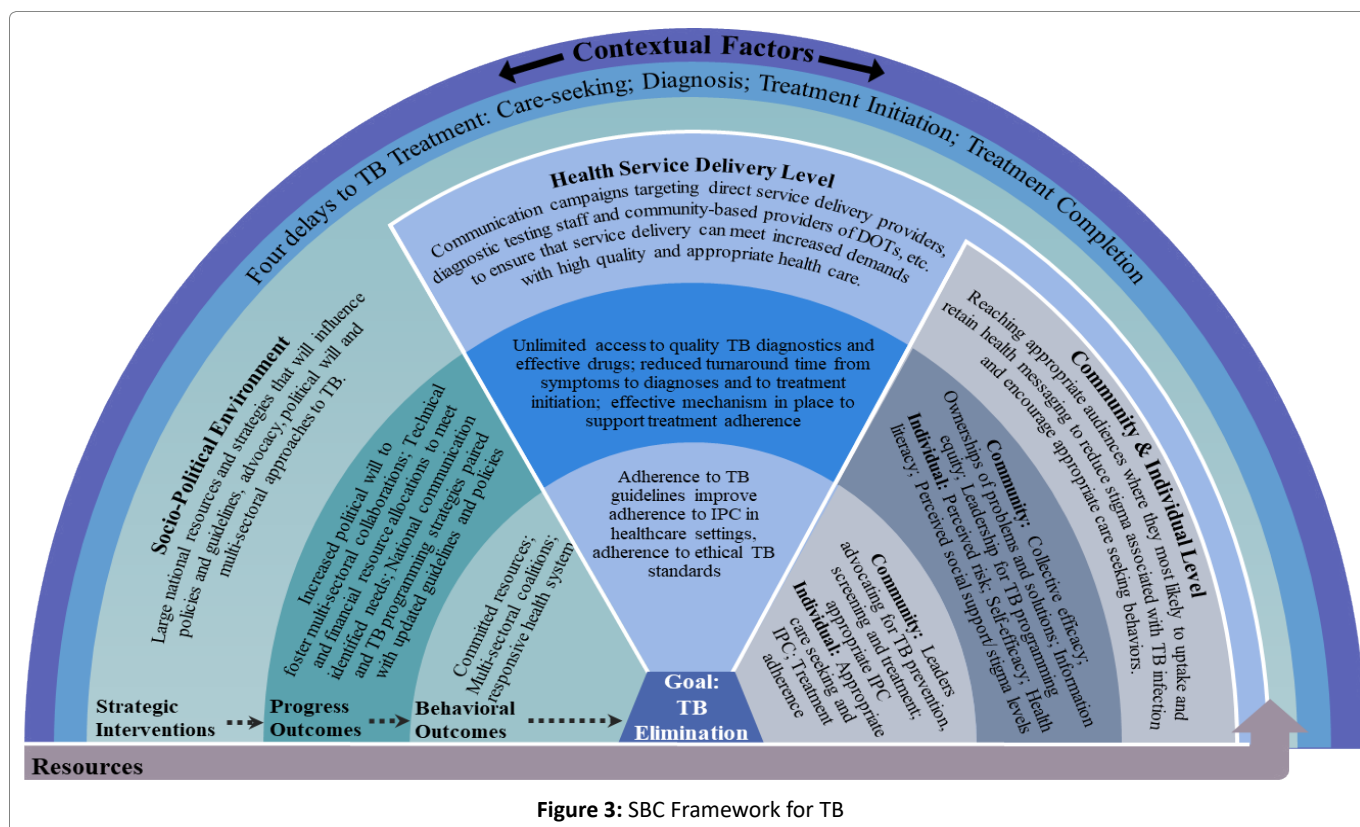 Contextual Factors
Four delays to TB Treatment: Care-seeking; Diagnosis; Treatment Initiation; Treatment Completion
Socio-Political Environment
Large national resources and strategies that will influence
policies and guidelines, advocacy, political will and
multi-sectoral approaches to TB.
Increased political will to
foster multi-sectoral collaborations; Technical
and financial resource allocations to meet
identified needs; National communication
and TB programming strategies paired
with updated guidelines and policies
Committed resources;
Multi-sectoral coalitions;
responsive health system
Health Service Delivery Level
Communication campaigns targeting direct service delivery providers,
diagnostic testing staff and community-based providers of DOTs, etc.
to ensure that service delivery can meet increased demands
with high quality and appropriate health care.
Unlimited access to quality TB diagnostics and
effective drugs; reduced turnaround time from
symptoms to diagnoses and to treatment
initiation; effective mechanism in place to
support treatment adherence
Adherence to TB
guidelines improve
adherence to IPC in
healthcare settings,
adherence to ethical TB
standards
Community & Individual Level
Reaching appropriate audiences where they most likely to uptake and
retain health messaging to reduce stigma associated with TB infection
and encourage appropriate care seeking behaviors.
Community: Collective efficacy;
Ownerships of problems and solutions; Information
equity; Leadership for TB programming
Individual: Perceived risk; Self-efficacy; Health
literacy; Perceived social support/ stigma levels
Community: Leaders
advocating for TB prevention,
screening and treatment;
appropriate IPC
Individual: Appropriate
care seeking and
IPC; Treatment
adherence
Strategic
Interventions
Progress
Outcomes
Behavioral
Outcomes
Goal:
TB
Elimination
Resources
Figure 3: SBC Framework for TB